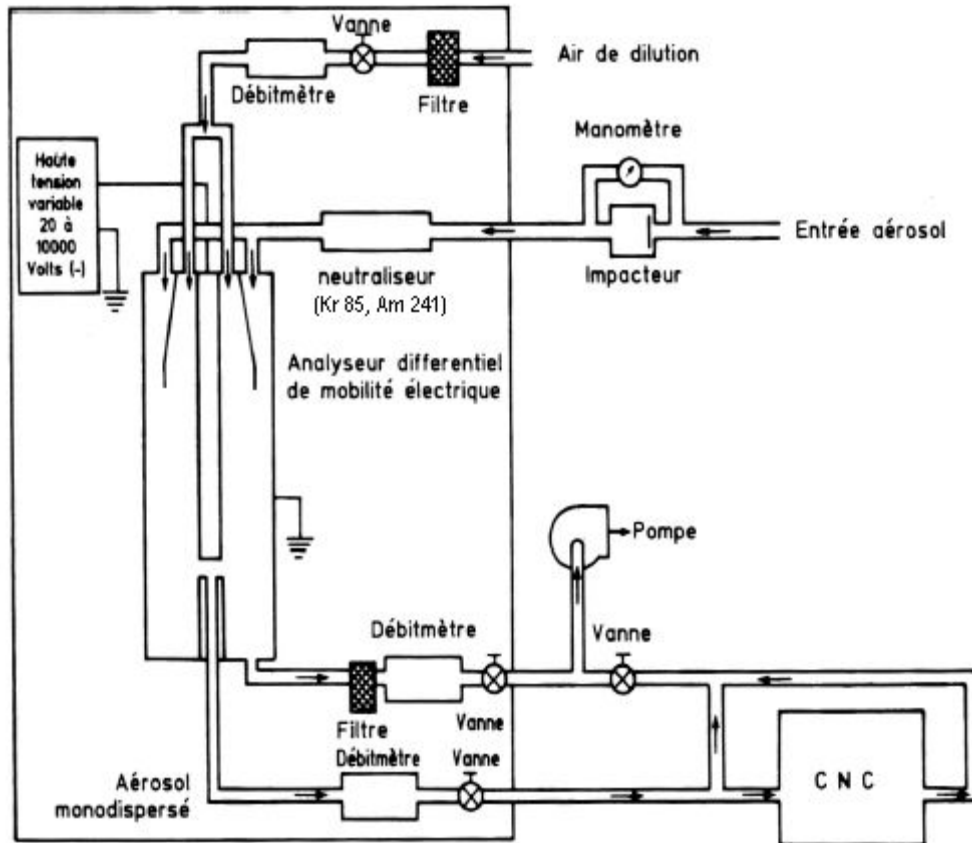 Vanne
Air de dilution
Débitmètre
Filtre
Manomètre
Haute
tension
variable
20 à
10000
Volts (-)
Entrée aérosol
neutraliseur
Impacteur
(Kr 85, Am 241)
Analyseur differentiel
de mobilité électrique
Pompe
Débitmètre
Vanne
Filtre
Vanne
Débitmètre
Vanne
Aérosol
monodispersé
C N C